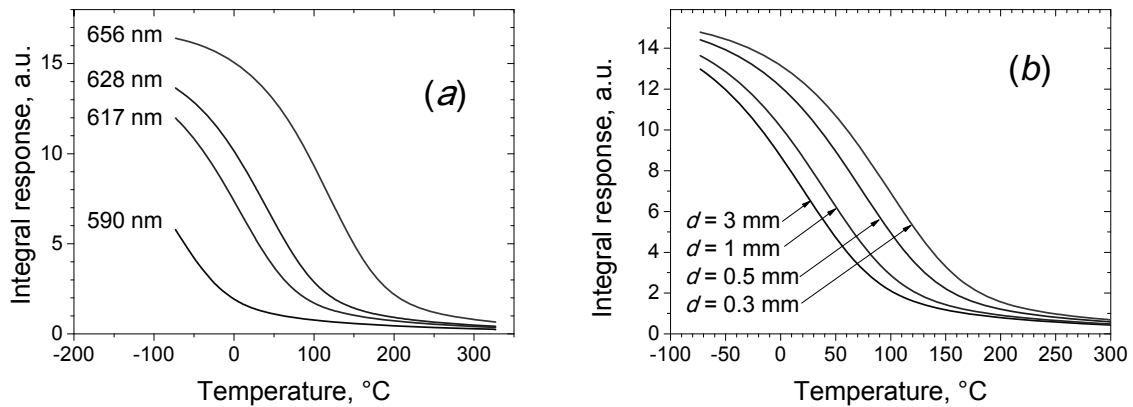 656 nm
628 nm
617 nm
590 nm
(a)
Integral response, a.u.
15
10
5
0
-200 -100 0 100 200 300
Temperature, °C
(b)
Integral response, a.u.
16
14
12
10
8
6
4
2
0
d = 3 mm
d = 1 mm
d = 0.5 mm
d = 0.3 mm
-100 -50 0 50 100 150 200 250 300
Temperature, °C